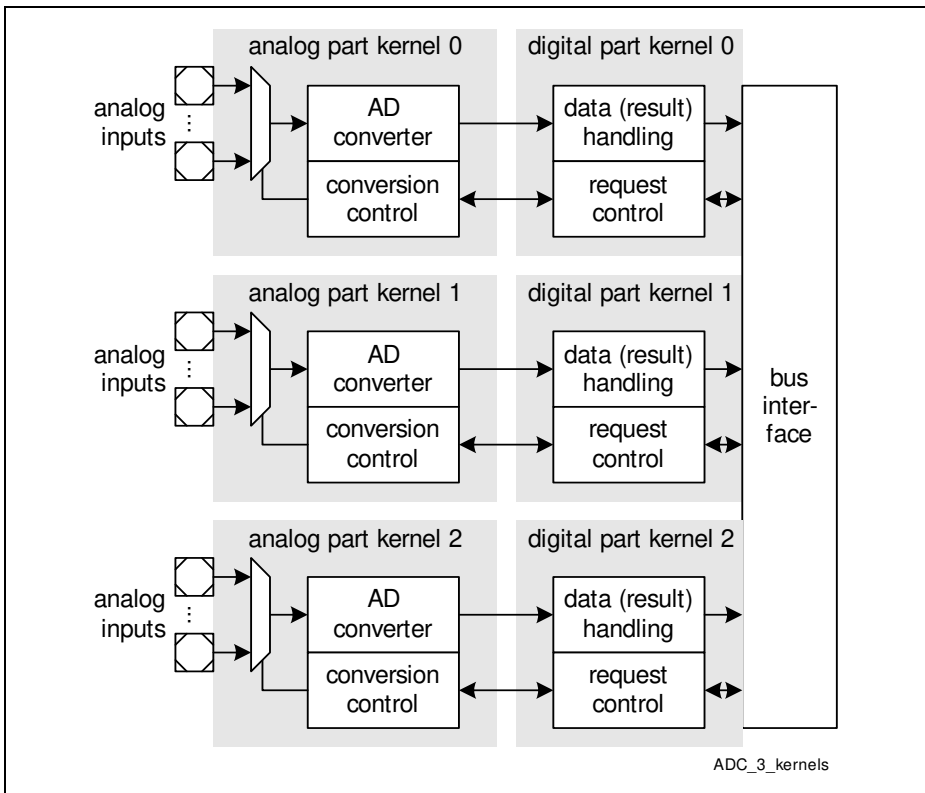 analog part kernel 0
digital part kernel 0
analog
inputs
AD
converter
conversion
control
data (result)
handling
request
control
analog part kernel 1
digital part kernel 1
analog
inputs
AD
converter
conversion
control
data (result)
handling
request
control
bus
inter-
face
analog part kernel 2
digital part kernel 2
analog
inputs
AD
converter
conversion
control
data (result)
handling
request
control
ADC_3_kernels